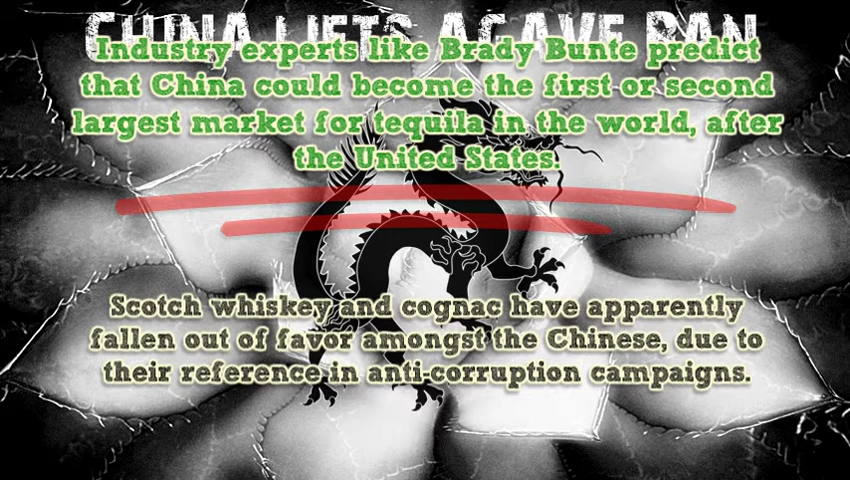 CHINA LIFTS AGAVE BAN
Industry experts like Brady Bunte predict
that China could become the first or second
largest market for tequila in the world, after
the United States.
Scotch whiskey and cognac have apparently
fallen out of favor amongst the Chinese, due to
their reference in anti-corruption campaigns.